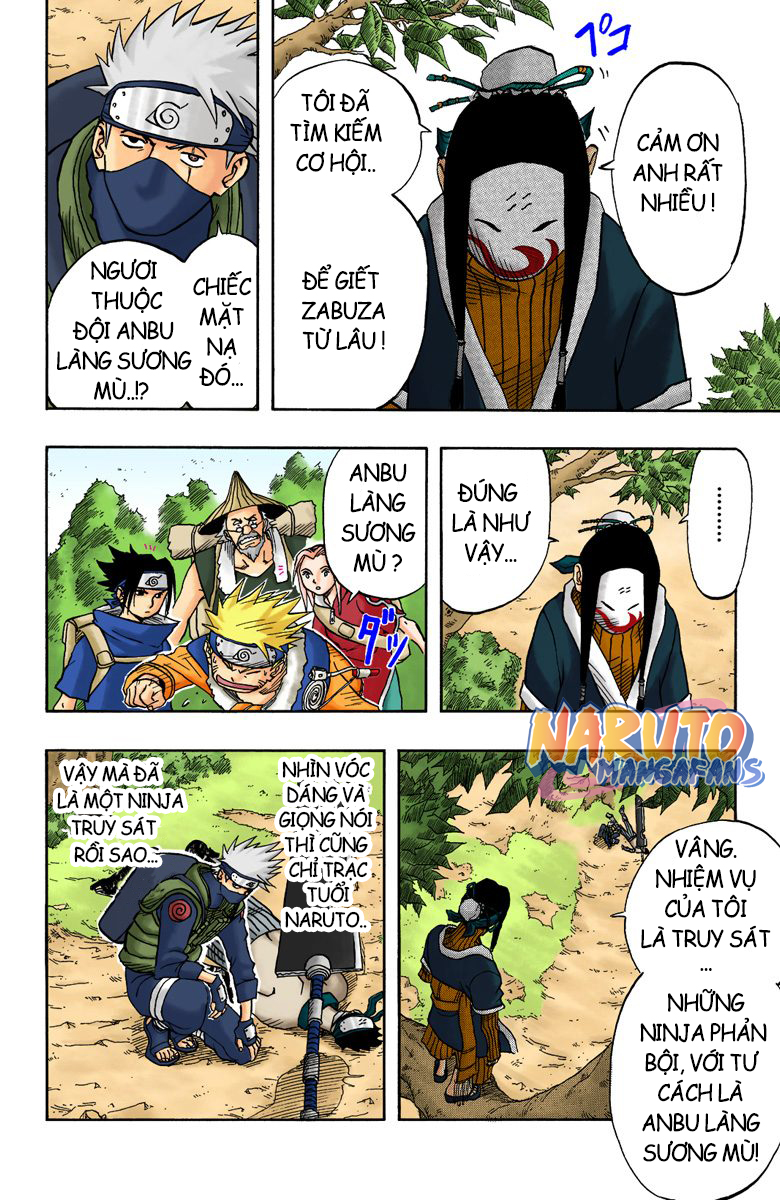 ペコ
CẢM ƠN
ANH RẤT
NHIỀU!
TÔI ĐÃ
TÌM KIẾM
CƠ HỘI..
ĐỂ GIẾT
ZABUZA
TỪ LÂU!
CHIẾC
MẶT
NẠ
ĐÓ...
NGƯƠI
THUỘC
ĐỘI ANBU
LÀNG SƯƠNG
MÙ..!?
.........
ĐÚNG
LÀ NHƯ
VẬY...
ANBU
LÀNG
SƯƠNG
MÙ ?
ダッ
NARUTO
MANGAFANS
VÂNG.
NHIỆM VỤ
CỦA TÔI
LÀ TRUY SÁT
...
NHỮNG
NINJA PHẢN
BỘI, VỚI TƯ
CÁCH LÀ
ANBU LÀNG
SƯƠNG MÙ!
NHÌN VÓC
DÁNG VÀ
GIỌNG NÓI
THÌ CŨNG
CHỈ TRẠC
TUỔI
NARUTO..
VẬY MÀ ĐÃ
LÀ MỘT NINJA
TRUY SÁT
RỒI SAO...